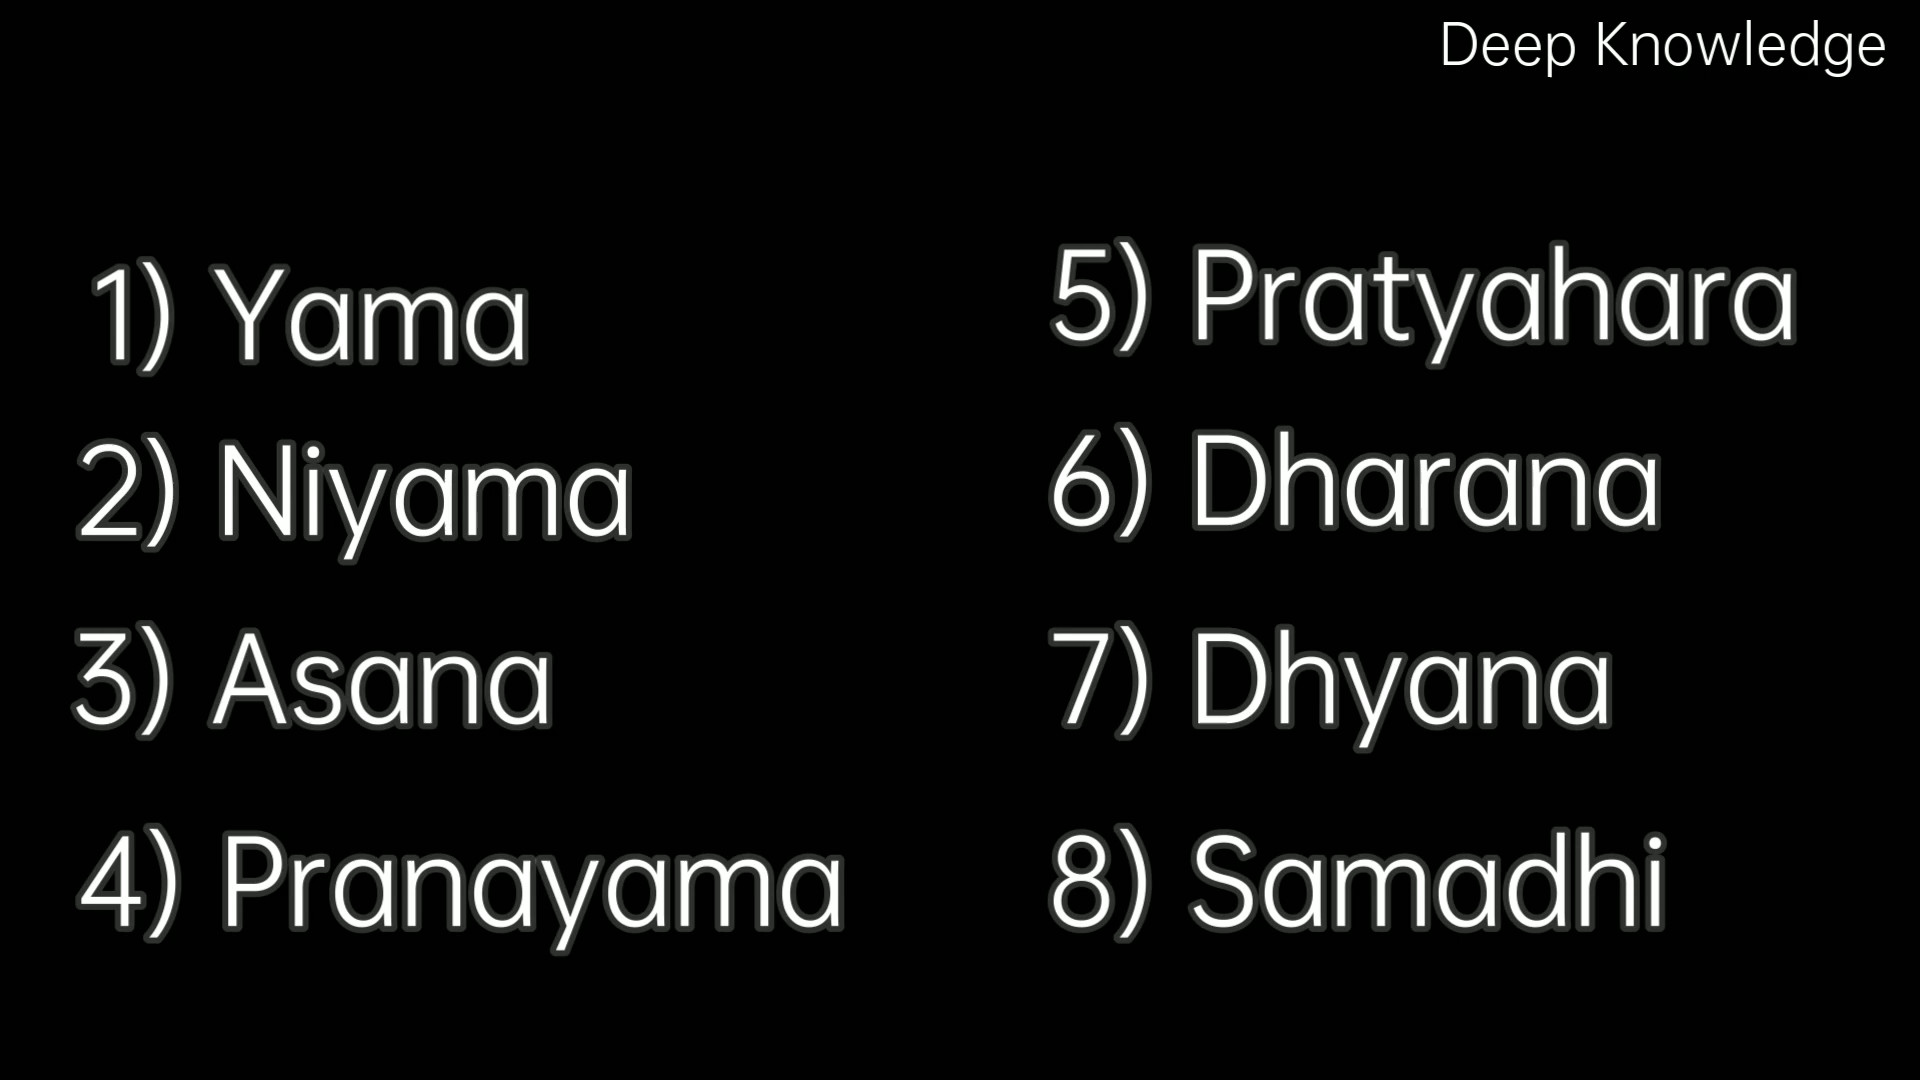 Deep Knowledge
1) Yama
2) Niyama
3) Asana
4) Pranayama
5) Pratyahara
6) Dharana
7) Dhyana
8) Samadhi